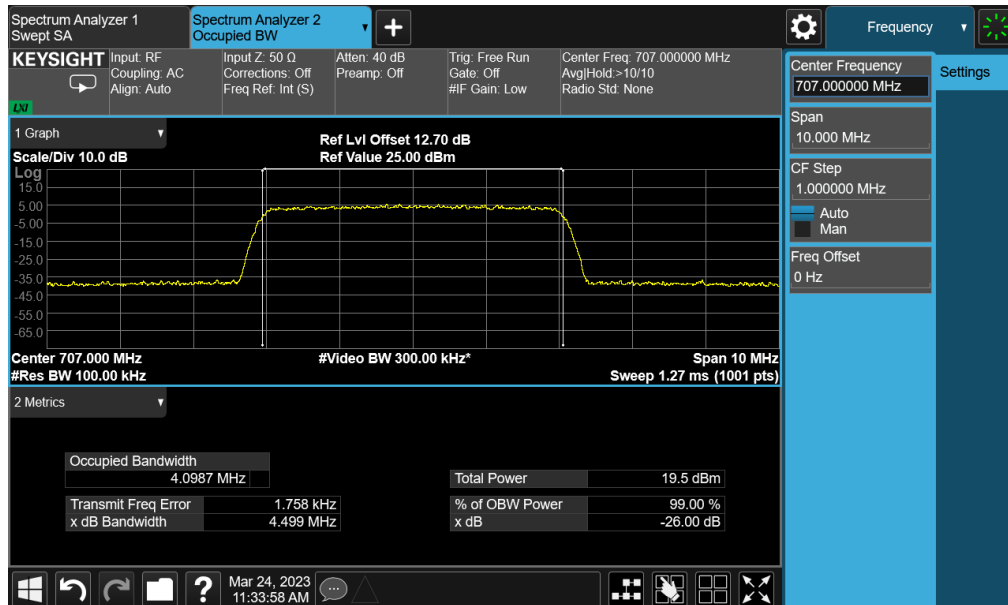 Spectrum Analyzer 1
Swept SA
Spectrum Analyzer 2
Occupied BW
Frequency
KEYSIGHT
LXI
Input: RF
Coupling: AC
Align: Auto
Input Z: 50 Ω
Corrections: Off
Freq Ref: Int (S)
Atten: 40 dB
Preamp: Off
Trig: Free Run
Gate: Off
#IF Gain: Low
Center Freq: 707.000000 MHz
Avg|Hold:>10/10
Radio Std: None
Center Frequency
707.000000 MHz
Settings
Span
10.000 MHz
CF Step
1.000000 MHz
Auto
Man
Freq Offset
0 Hz
1 Graph
Scale/Div 10.0 dB
Ref Lvl Offset 12.70 dB
Ref Value 25.00 dBm
Log
15.0
5.00
-5.00
-15.0
-25.0
-35.0
-45.0
-55.0
-65.0
Center 707.000 MHz
#Res BW 100.00 kHz
#Video BW 300.00 kHz*
Span 10 MHz
Sweep 1.27 ms (1001 pts)
2 Metrics
Occupied Bandwidth
4.0987 MHz
Total Power 19.5 dBm
Transmit Freq Error 1.758 kHz
% of OBW Power 99.00 %
x dB Bandwidth 4.499 MHz
x dB -26.00 dB
?
Mar 24, 2023
11:33:58 AM